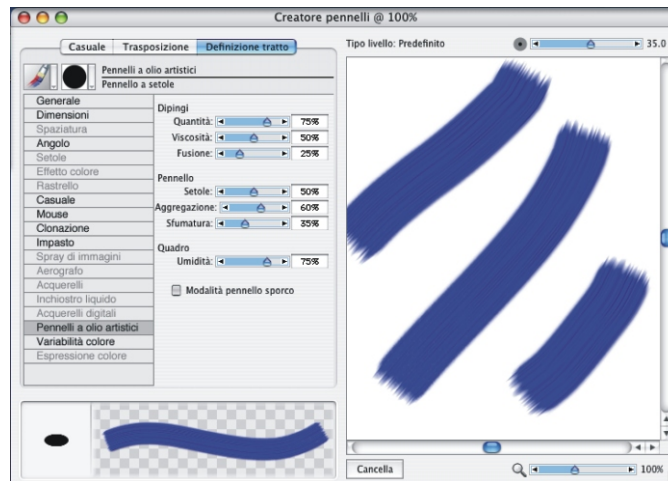 Creatore pennelli @ 100%
Casuale Trasposizione Definizione tratto
Pennelli a olio artistici
Pennello a setole
Generale
Dimensioni
Spaziatura
Angolo
Setole
Effetto colore
Rastrello
Casuale
Mouse
Clonazione
Impasto
Spray di immagini
Aerografo
Acquerelli
Inchiostro liquido
Acquerelli digitali
Pennelli a olio artistici
Variabilità colore
Espressione colore
Dipingi
Quantità: 75%
Viscosità: 50%
Fusione: 25%
Pennello
Setole: 50%
Aggregazione: 60%
Sfumatura: 35%
Quadro
Umidità: 75%
Modalità pennello sporco
Tipo livello: Predefinito 35.0
Cancella 100%